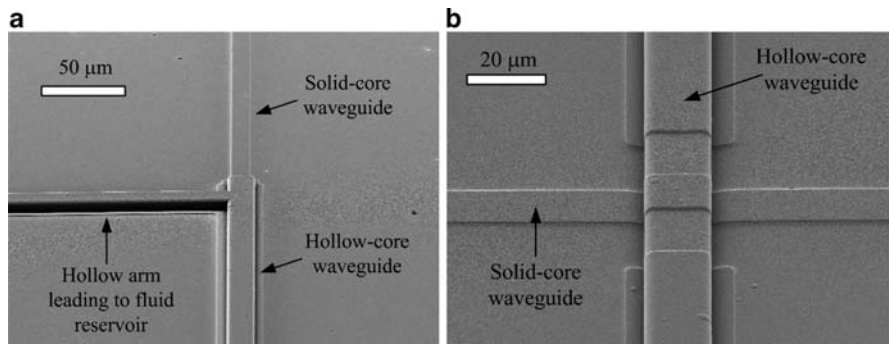 a
50 µm
Solid-core
waveguide
Hollow-core
waveguide
Hollow arm
leading to fluid
reservoir
b
20 µm
Hollow-core
waveguide
Solid-core
waveguide